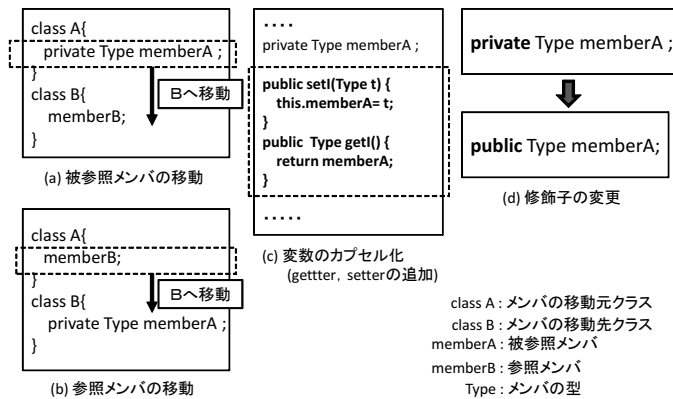 class A{
private Type memberA ;
}
class B{
memberB;
}
Bへ移動
(a) 被参照メンバの移動
class A{
memberB;
}
class B{
private Type memberA ;
}
Bへ移動
(b) 参照メンバの移動
....
private Type memberA ;
public setI(Type t) {
this.memberA= t;
}
public Type getI() {
return memberA;
}
.....
(c) 変数のカプセル化
(gettter, setterの追加)
private Type memberA ;
public Type memberA;
(d) 修飾子の変更
class A : メンバの移動元クラス
class B : メンバの移動先クラス
memberA : 被参照メンバ
memberB : 参照メンバ
Type : メンバの型